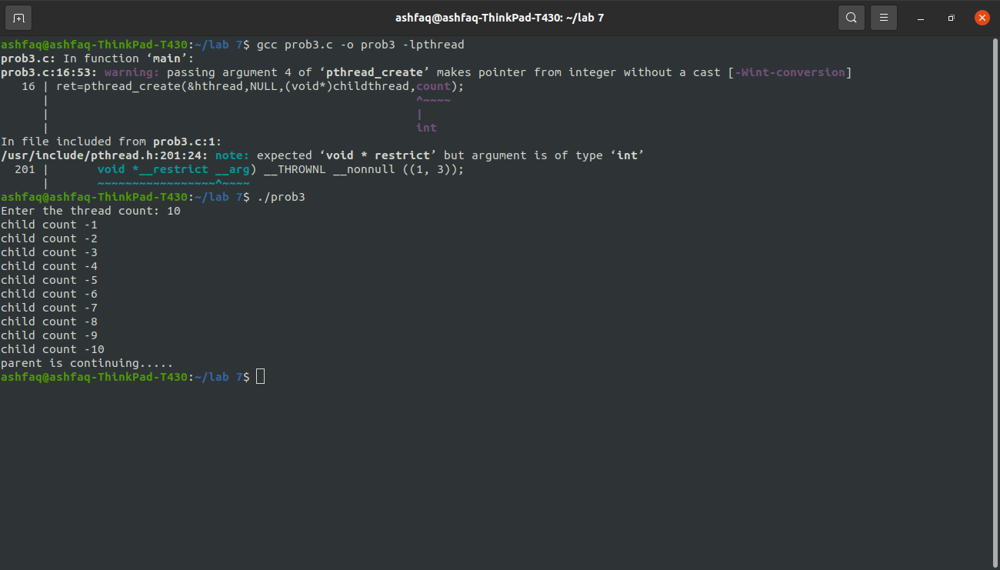 ashfaq@ashfaq-ThinkPad-T430: ~/lab 7
ashfaq@ashfaq-ThinkPad-T430:~/lab 7$ gcc prob3.c -o prob3 -lpthread
prob3.c: In function ‘main’:
prob3.c:16:53: warning: passing argument 4 of ‘pthread_create’ makes pointer from integer without a cast [-Wint-conversion]
   16 | ret=pthread_create(&hthread,NULL,(void*)childthread,count);
      |                                                     ^~~~~
      |                                                     |
      |                                                     int
In file included from prob3.c:1:
/usr/include/pthread.h:201:24: note: expected ‘void * restrict’ but argument is of type ‘int’
  201 |       void *__restrict __arg) __THROWNL __nonnull ((1, 3));
      |       ~~~~~~~~~~~~~~~~~^~~~~
ashfaq@ashfaq-ThinkPad-T430:~/lab 7$ ./prob3
Enter the thread count: 10
child count -1
child count -2
child count -3
child count -4
child count -5
child count -6
child count -7
child count -8
child count -9
child count -10
parent is continuing.....
ashfaq@ashfaq-ThinkPad-T430:~/lab 7$